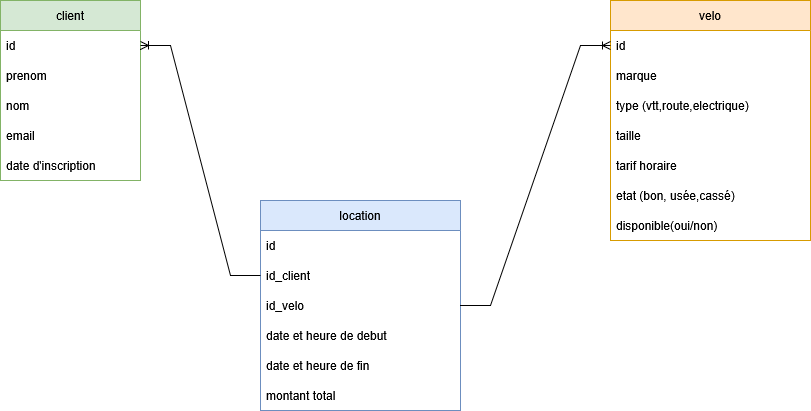 client
id
prenom
nom
email
date d'inscription
velo
id
marque
type (vtt,route,electrique)
taille
tarif horaire
etat (bon, usée,cassé)
disponible(oui/non)
location
id
id_client
id_velo
date et heure de debut
date et heure de fin
montant total